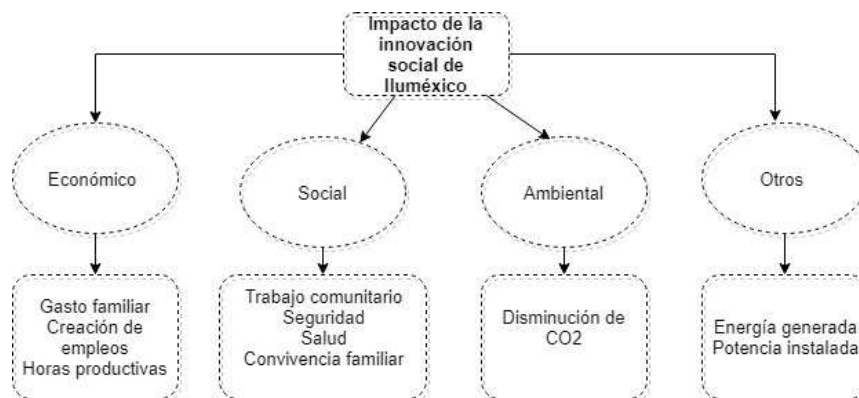 Impacto de la
innovación
social de
Iluméxico
Económico
Social
Ambiental
Otros
Gasto familiar
Creación de
empleos
Horas productivas
Trabajo comunitario
Seguridad
Salud
Convivencia familiar
Disminución de
CO2
Energía generada
Potencia instalada